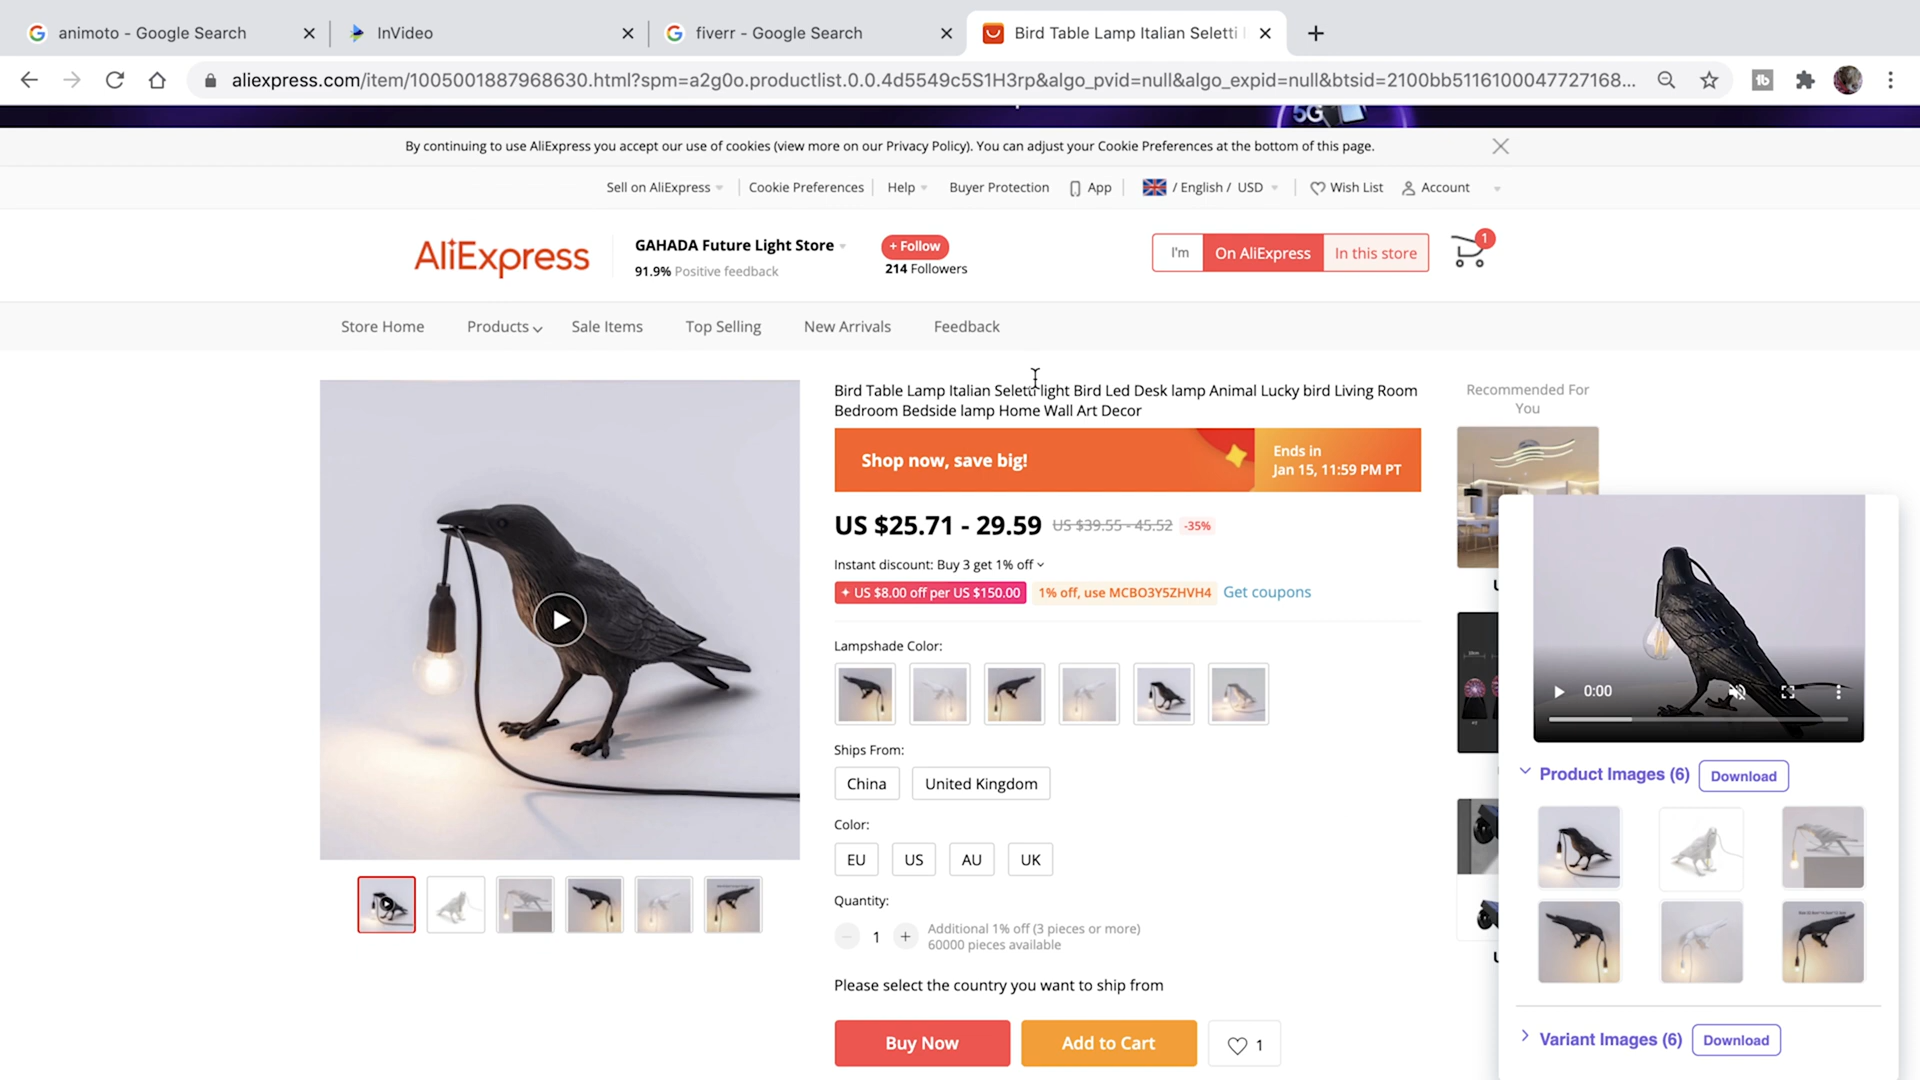 animoto - Google Search
InVideo
fiverr - Google Search
Bird Table Lamp Italian Seletti
aliexpress.com/item/1005001887968630.html?spm=a2g0o.productlist.0.0.4d5549c5S1H3rp&algo_pvid=null&algo_expid=null&btsid=2100bb5116100047727168...
5G
By continuing to use AliExpress you accept our use of cookies (view more on our Privacy Policy). You can adjust your Cookie Preferences at the bottom of this page.
Sell on AliExpress
Cookie Preferences
Help
Buyer Protection
App
/ English / USD
Wish List
Account
AliExpress
GAHADA Future Light Store
91.9% Positive feedback
+ Follow
214 Followers
I'm
On AliExpress
In this store
1
Store Home
Products
Sale Items
Top Selling
New Arrivals
Feedback
Bird Table Lamp Italian Seletti light Bird Led Desk lamp Animal Lucky bird Living Room
Bedroom Bedside lamp Home Wall Art Decor
Shop now, save big!
Ends in
Jan 15, 11:59 PM PT
US $25.71 - 29.59 US $39.55 - 45.52 -35%
Instant discount: Buy 3 get 1% off
US $8.00 off per US $150.00
1% off, use MCBO3Y5ZHVH4
Get coupons
Lampshade Color:
Ships From:
China
United Kingdom
Color:
EU
US
AU
UK
Quantity:
1
Additional 1% off (3 pieces or more)
60000 pieces available
Please select the country you want to ship from
Buy Now
Add to Cart
1
Recommended For
You
0:00
Product Images (6)
Download
Variant Images (6)
Download